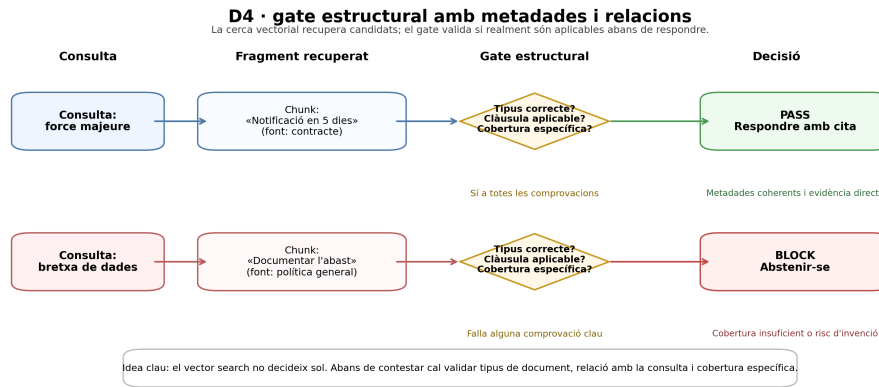 D4 · gate estructural amb metadades i relacions
La cerca vectorial recupera candidats; el gate valida si realment són aplicables abans de respondre.
Consulta
Fragment recuperat
Gate estructural
Decisió
Consulta:
force majeure
Chunk:
«Notificació en 5 dies»
(font: contracte)
Tipus correcte?
Clàusula aplicable?
Cobertura específica?
PASS
Respondre amb cita
Sí a totes les comprovacions
Metadades coherents i evidència direct
Consulta:
bretxa de dades
Chunk:
«Documentar l'abast»
(font: política general)
Tipus correcte?
Clàusula aplicable?
Cobertura específica?
BLOCK
Abstenir-se
Falla alguna comprovació clau
Cobertura insuficient o risc d'invenció
Idea clau: el vector search no decideix sol. Abans de contestar cal validar tipus de document, relació amb la consulta i cobertura específica.